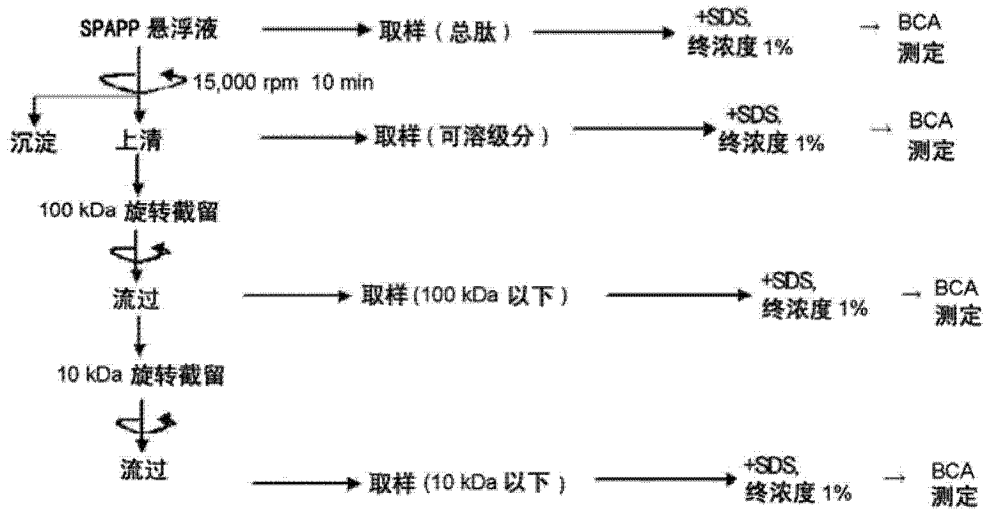 SPAPP 悬浮液
取样 ( 总肽 )
+SDS,
终浓度 1%
BCA
测定
15,000 rpm 10 min
沉淀
上清
取样 (可溶级分 )
+SDS,
终浓度 1%
BCA
测定
100 kDa 旋转截留
流过
取样 (100 kDa 以下 )
+SDS,
终浓度 1%
BCA
测定
10 kDa 旋转截留
流过
取样 (10 kDa 以下 )
+SDS,
终浓度 1%
BCA
测定